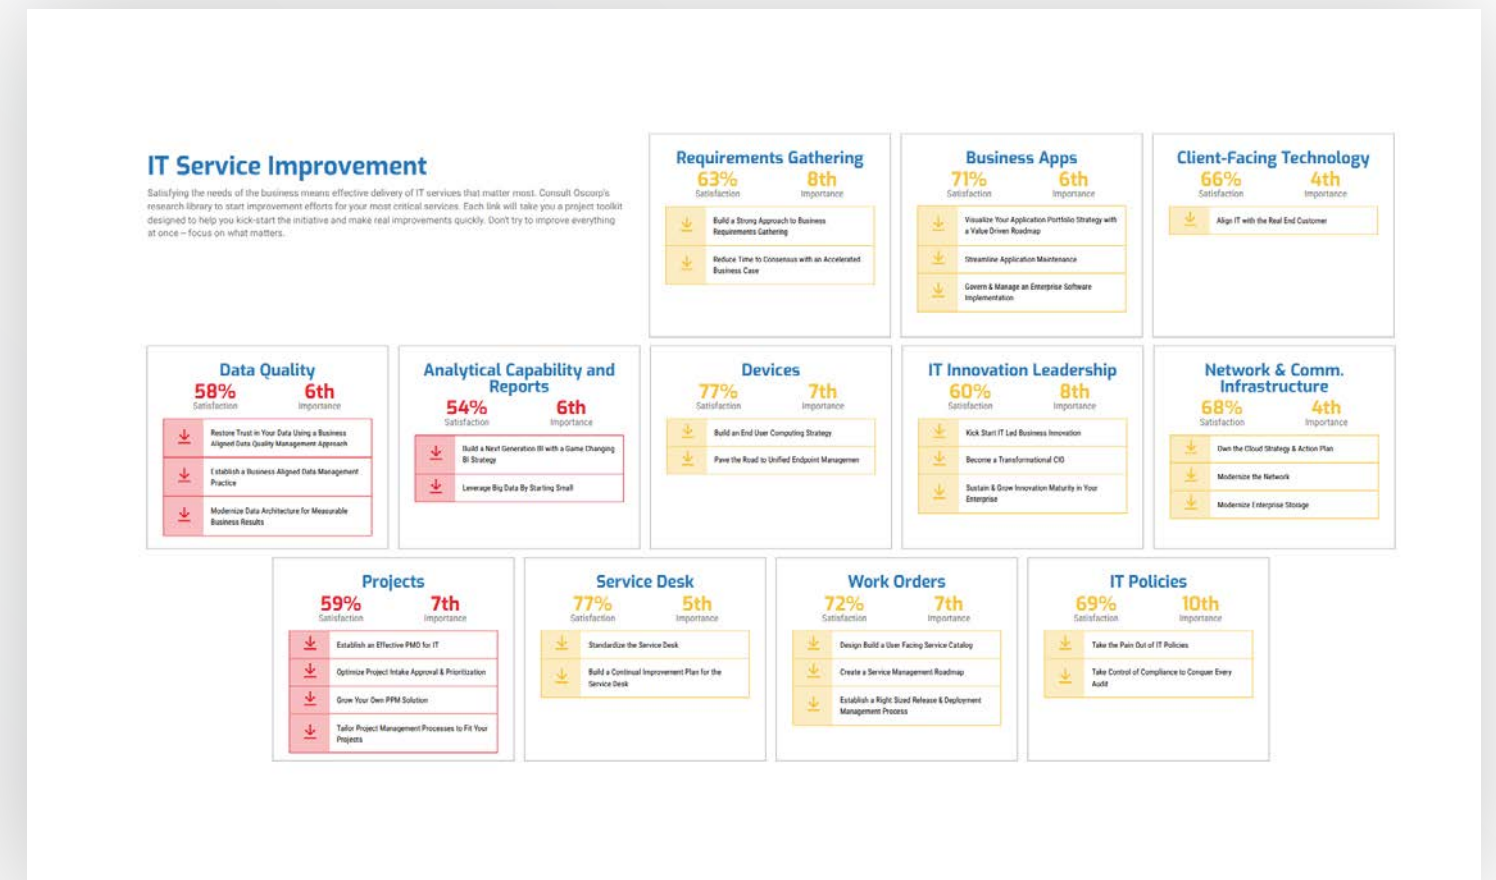 IT Service Improvement
Satisfying the needs of the business means effective delivery of IT services that matter most. Consult Oscorp's
research library to start improvement efforts for your most critical services. Each link will take you a project toolkit
designed to help you kick-start the initiative and make real improvements quickly. Don't try to improve everything
at once – focus on what matters.
Requirements Gathering
63% 8th
Satisfaction Importance
Build a Strong Approach to Business
Requirements Gathering
Reduce Time to Consensus with an Accelerated
Business Case
Business Apps
71% 6th
Satisfaction Importance
Visualize Your Application Portfolio Strategy with
a Value Driven Roadmap
Streamline Application Maintenance
Govern & Manage an Enterprise Software
Implementation
Client-Facing Technology
66% 4th
Satisfaction Importance
Align IT with the Real End Customer
Data Quality
58% 6th
Satisfaction Importance
Restore Trust in Your Data Using a Business
Aligned Data Quality Management Approach
Establish a Business Aligned Data Management
Practice
Modernize Data Architecture for Measurable
Business Results
Analytical Capability and
Reports
54% 6th
Satisfaction Importance
Build a Next Generation BI with a Game Changing
BI Strategy
Leverage Big Data By Starting Small
Devices
77% 7th
Satisfaction Importance
Build an End User Computing Strategy
Pave the Road to Unified Endpoint Managemen
IT Innovation Leadership
60% 8th
Satisfaction Importance
Kick Start IT Led Business Innovation
Become a Transformational CIO
Sustain & Grow Innovation Maturity in Your
Enterprise
Network & Comm.
Infrastructure
68% 4th
Satisfaction Importance
Own the Cloud Strategy & Action Plan
Modernize the Network
Modernize Enterprise Storage
Projects
59% 7th
Satisfaction Importance
Establish an Effective PMO for IT
Optimize Project Intake Approval & Prioritization
Grow Your Own PPM Solution
Tailor Project Management Processes to Fit Your
Projects
Service Desk
77% 5th
Satisfaction Importance
Standardize the Service Desk
Build a Continual Improvement Plan for the
Service Desk
Work Orders
72% 7th
Satisfaction Importance
Design Build a User Facing Service Catalog
Create a Service Management Roadmap
Establish a Right Sized Release & Deployment
Management Process
IT Policies
69% 10th
Satisfaction Importance
Take the Pain Out of IT Policies
Take Control of Compliance to Conquer Every
Audit